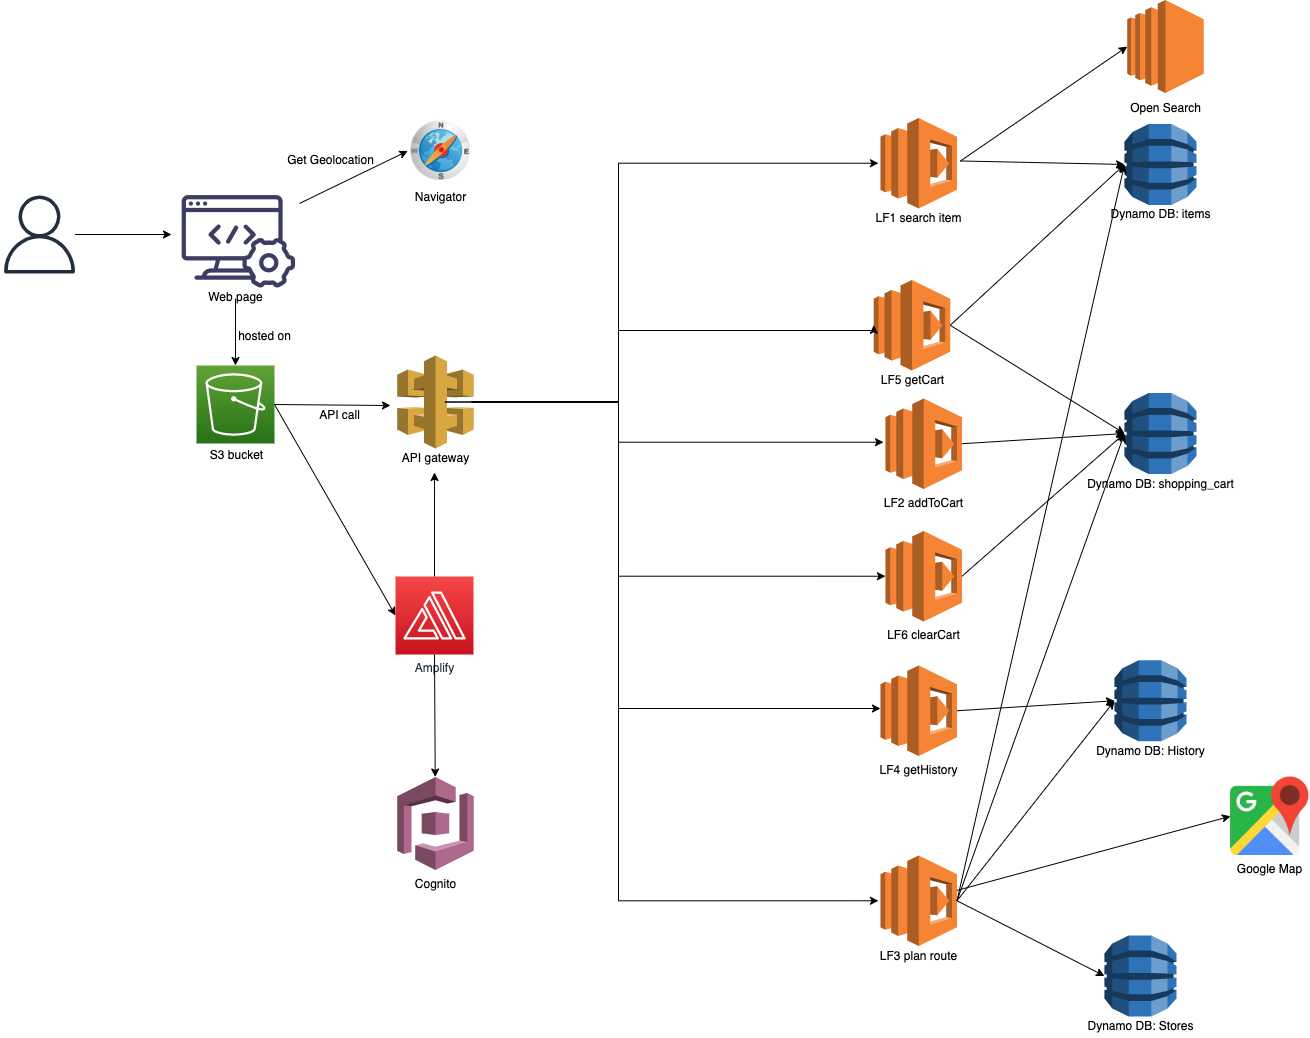 Open Search
N
W
E
S
Get Geolocation
Navigator
LF1 search item
Dynamo DB: items
</>
Web page
hosted on
LF5 getCart
API call
S3 bucket
API gateway
Dynamo DB: shopping_cart
LF2 addToCart
LF6 clearCart
Amplify
LF4 getHistory
Dynamo DB: History
G
Google Map
Cognito
LF3 plan route
Dynamo DB: Stores